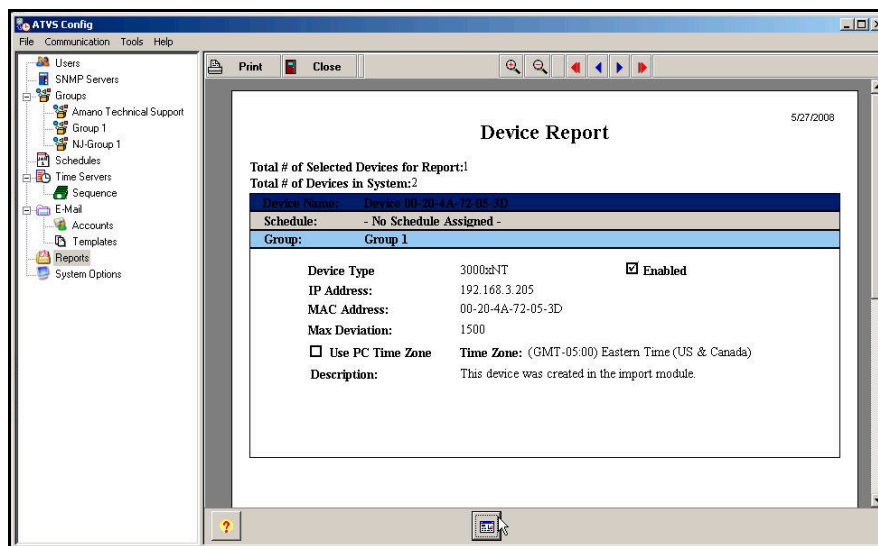 ATVS Config
File Communication Tools Help
Users
SNMP Servers
Groups
Amano Technical Support
Group 1
NJ-Group 1
Schedules
Time Servers
Sequence
E-Mail
Accounts
Templates
Reports
System Options
Print Close
5/27/2008
Device Report
Total # of Selected Devices for Report:1
Total # of Devices in System:2
Device Name: Device 00-20-4A-72-05-3D
Schedule: - No Schedule Assigned -
Group: Group 1
Device Type 3000xNT Enabled
IP Address: 192.168.3.205
MAC Address: 00-20-4A-72-05-3D
Max Deviation: 1500
Use PC Time Zone Time Zone: (GMT-05:00) Eastern Time (US & Canada)
Description: This device was created in the import module.